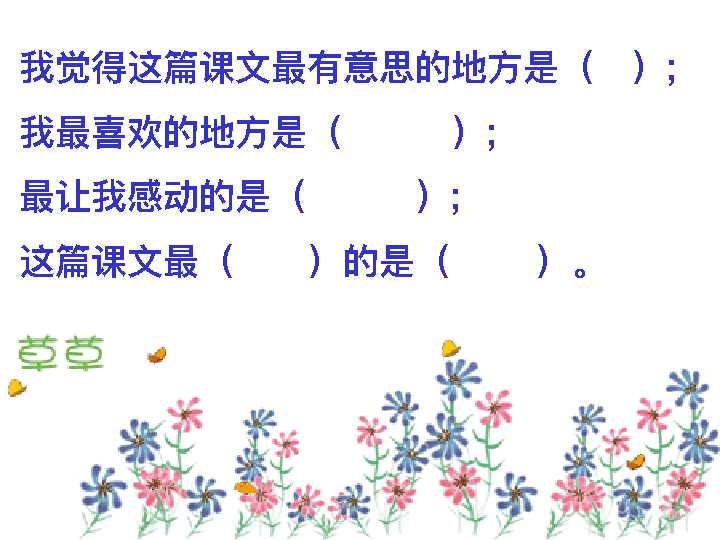 我觉得这篇课文最有意思的地方是（ ）；
我最喜欢的地方是（ ）；
最让我感动的是（ ）；
这篇课文最（ ）的是（ ）。
草草